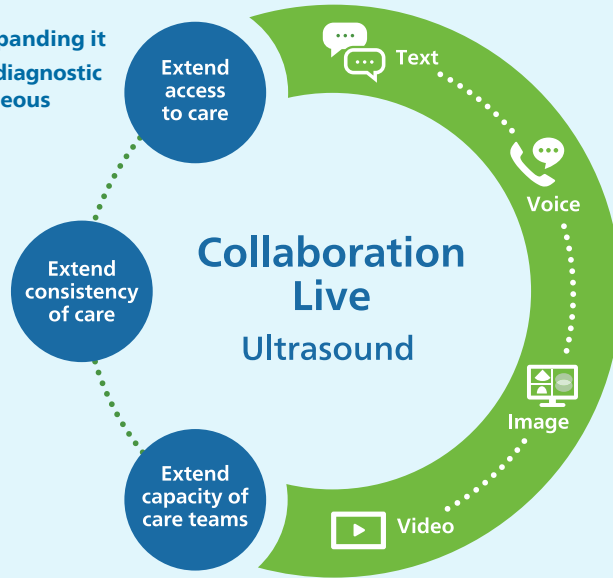 panding it
diagnostic
eous
Extend
access
to care
Text
Voice
Extend
consistency
of care
Collaboration
Live
Ultrasound
Image
Extend
capacity of
care teams
Video